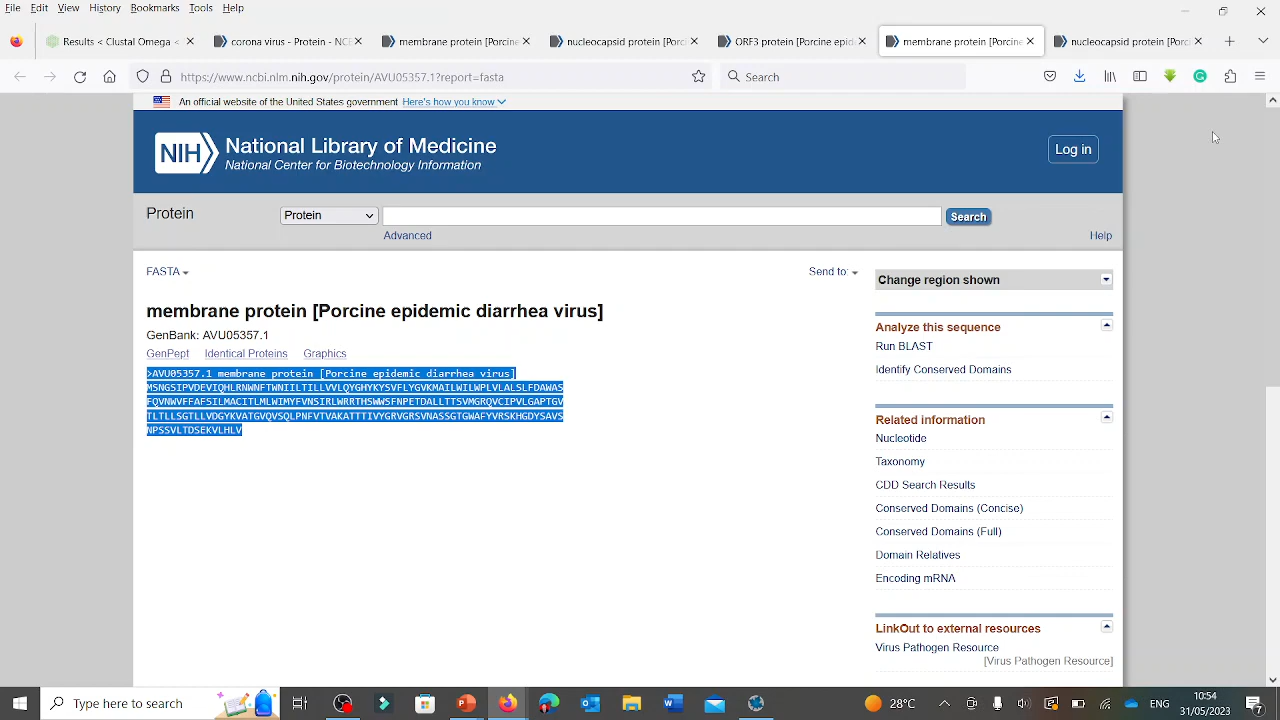 File Edit View History Bookmarks Tools Help
Results < Clustal Omega < corona virus - Protein - NC membrane protein [Porcine nucleocapsid protein [Porc ORF3 protein [Porcine epid membrane protein [Porcine nucleocapsid protein [Porc
https://www.ncbi.nlm.nih.gov/protein/AVU05357.1?report=fasta Search
An official website of the United States government Here's how you know
NIH National Library of Medicine
National Center for Biotechnology Information
Log in
Protein Protein Search
Advanced Help
FASTA Send to: Change region shown
membrane protein [Porcine epidemic diarrhea virus]
GenBank: AVU05357.1
GenPept Identical Proteins Graphics
>AVU05357.1 membrane protein [Porcine epidemic diarrhea virus]
MSNGSIPVDEVIQHLRNWNFTWNIILTILLVVLQYGHYKYSVFLYGVKMAILWILWPLVLALSLFDAWAS
FQVNWVFFAFSILMACITLMLWIMYFVNSIRLWRRTHSWWSFNPETDALLTTSVMGRQVCIPVLGAPTGV
TLTLLSGTLLVDGYKVATGVQVSQLPNFVTVAKATTTIVYGRVGRSVNASSGTGWAFYVRSKHGDYSAVS
NPSSVLTDSEKVLHLV
Analyze this sequence
Run BLAST
Identify Conserved Domains
Related information
Nucleotide
Taxonomy
CDD Search Results
Conserved Domains (Concise)
Conserved Domains (Full)
Domain Relatives
Encoding mRNA
LinkOut to external resources
Virus Pathogen Resource
[Virus Pathogen Resource]
Type here to search 28°C ENG 10:54
31/05/2023